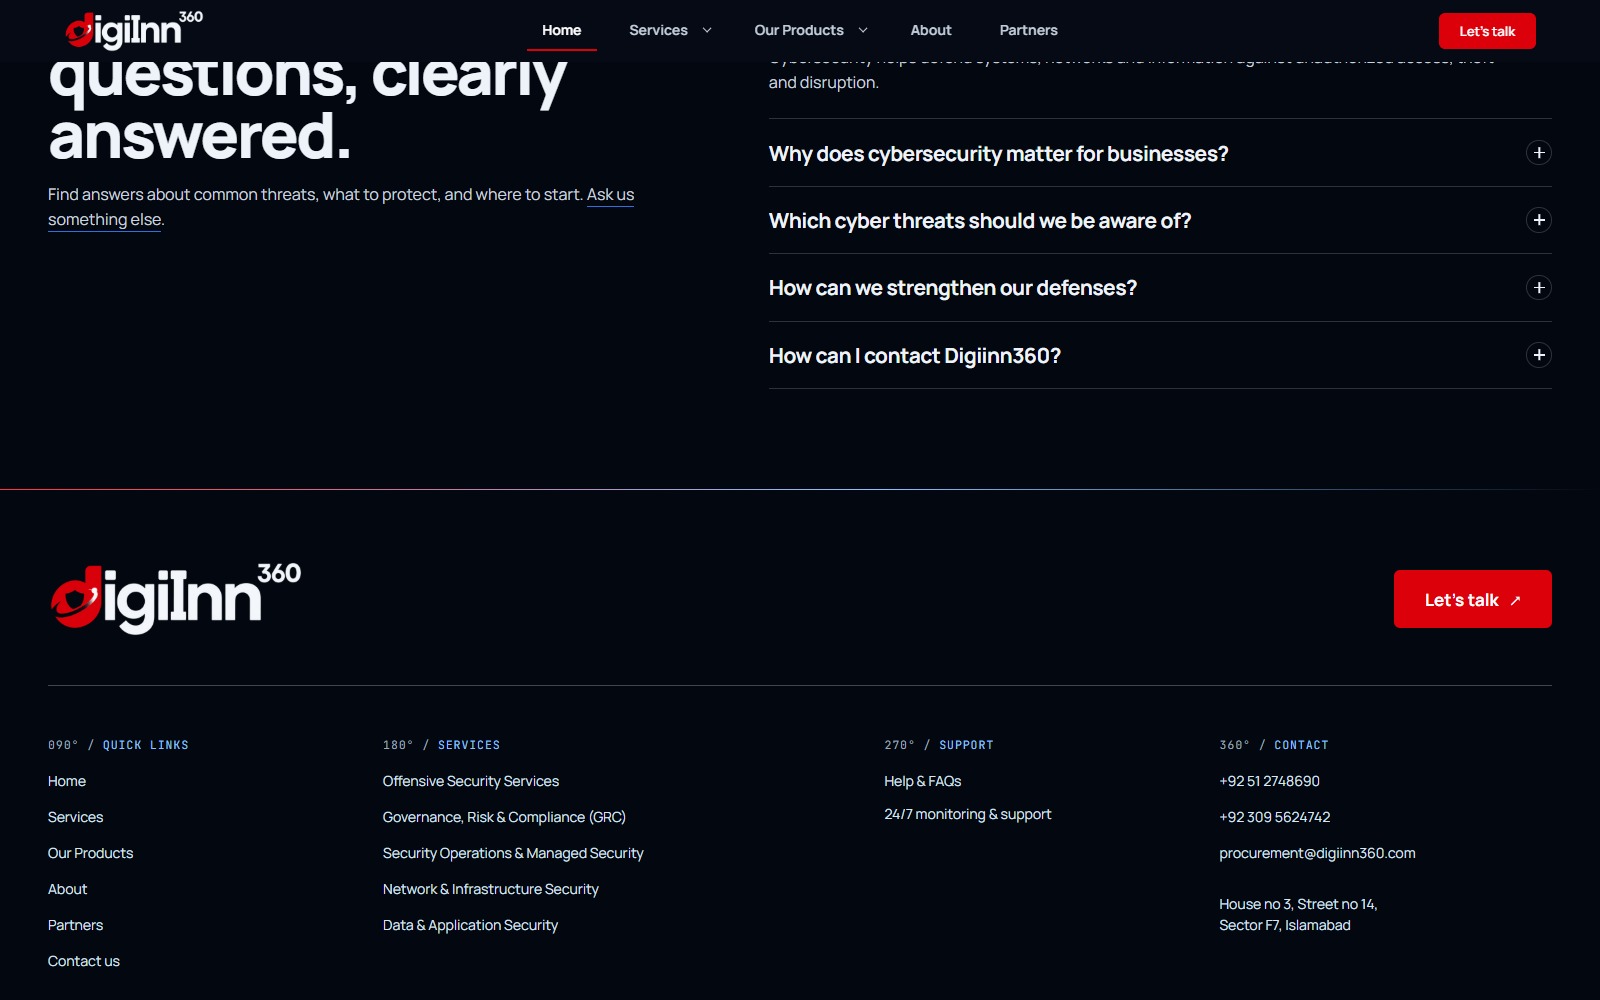 digiInn360
Home
Services
Our Products
About
Partners
Let's talk
questions, clearly
answered.
Find answers about common threats, what to protect, and where to start. Ask us
something else.
and disruption.
Why does cybersecurity matter for businesses?
Which cyber threats should we be aware of?
How can we strengthen our defenses?
How can I contact Digiinn360?
digiInn360
Let's talk ↗
090° / QUICK LINKS
Home
Services
Our Products
About
Partners
Contact us
180° / SERVICES
Offensive Security Services
Governance, Risk & Compliance (GRC)
Security Operations & Managed Security
Network & Infrastructure Security
Data & Application Security
270° / SUPPORT
Help & FAQs
24/7 monitoring & support
360° / CONTACT
+92 51 2748690
+92 309 5624742
procurement@digiinn360.com
House no 3, Street no 14,
Sector F7, Islamabad